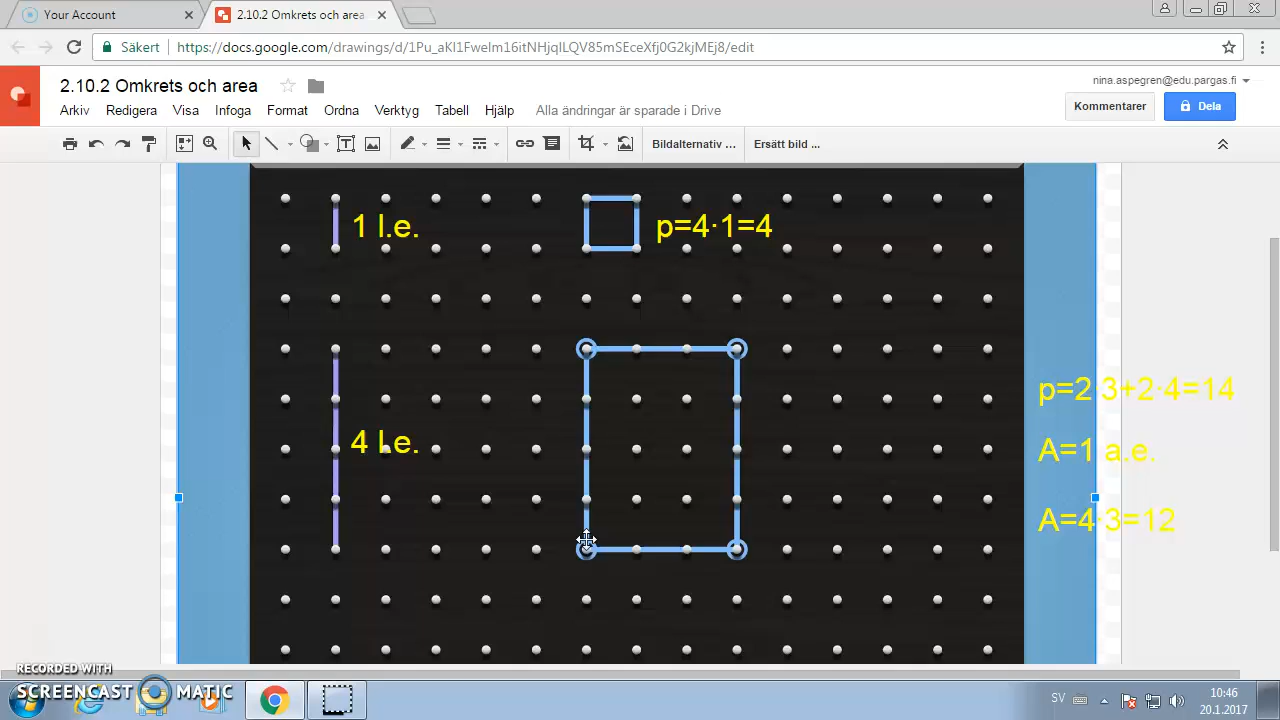 Your Account
2.10.2 Omkrets och area
Säkert
https://docs.google.com/drawings/d/1Pu_aKl1Fwelm16itNHjqlLQV85mSEceXfj0G2kjMEj8/edit
2.10.2 Omkrets och area
nina.aspegren@edu.pargas.fi
Arkiv Redigera Visa Infoga Format Ordna Verktyg Tabell Hjälp Alla ändringar är sparade i Drive
Kommentarer
Dela
Bildalternativ ... Ersätt bild ...
1 l.e.
p=4·1=4
4 l.e.
p=2·3+2·4=14
A=1 a.e.
A=4·3=12
RECORDED WITH
SCREENCAST MATIC
SV
10:46
20.1.2017